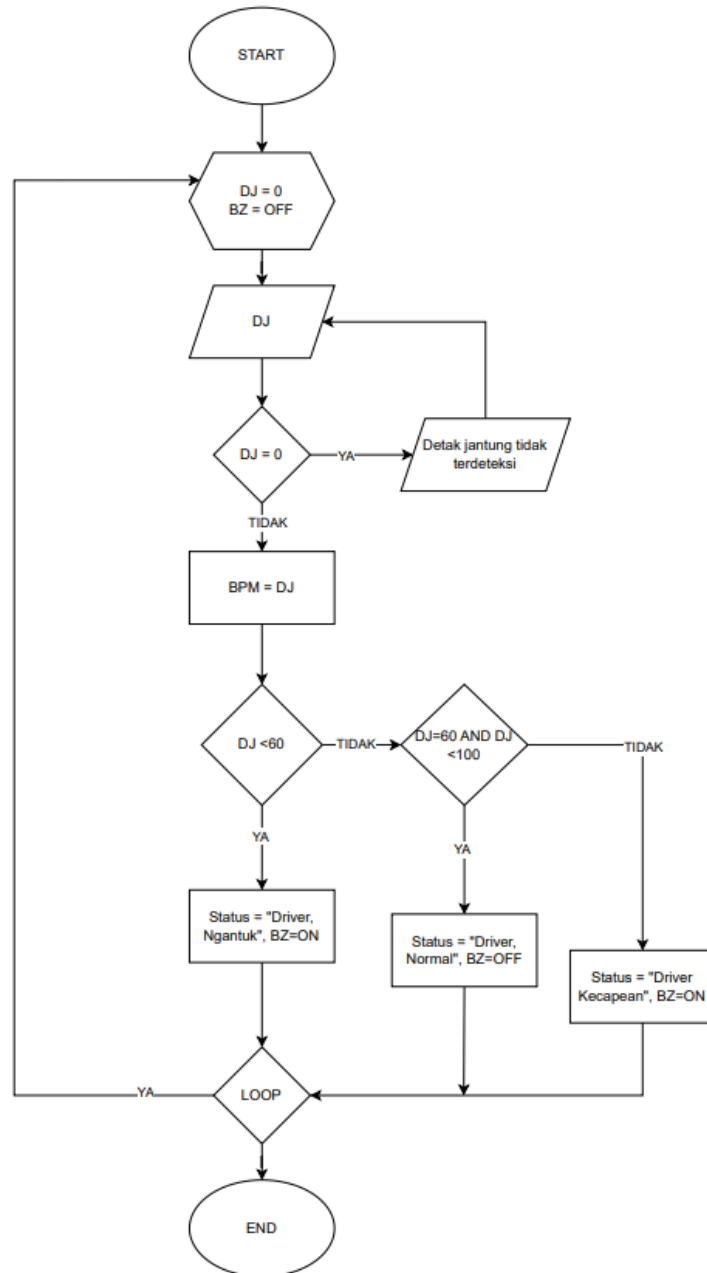 START
DJ = 0
BZ = OFF
DJ
DJ = 0
YA
Detak jantung tidak
terdeteksi
TIDAK
BPM = DJ
DJ <60
TIDAK
DJ=60 AND DJ
<100
TIDAK
YA
YA
Status = "Driver,
Ngantuk", BZ=ON
Status = "Driver,
Normal", BZ=OFF
Status = "Driver
Kecapean", BZ=ON
YA
LOOP
END